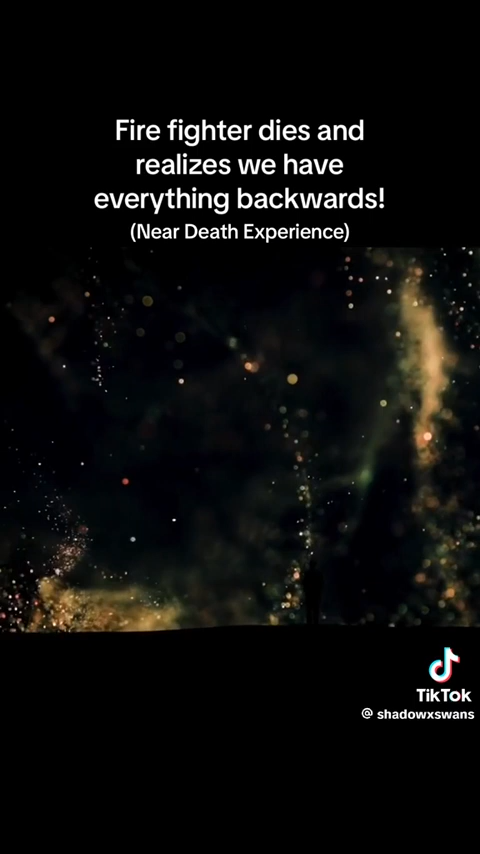 Fire fighter dies and
realizes we have
everything backwards!
(Near Death Experience)
TikTok
@ shadowxswans